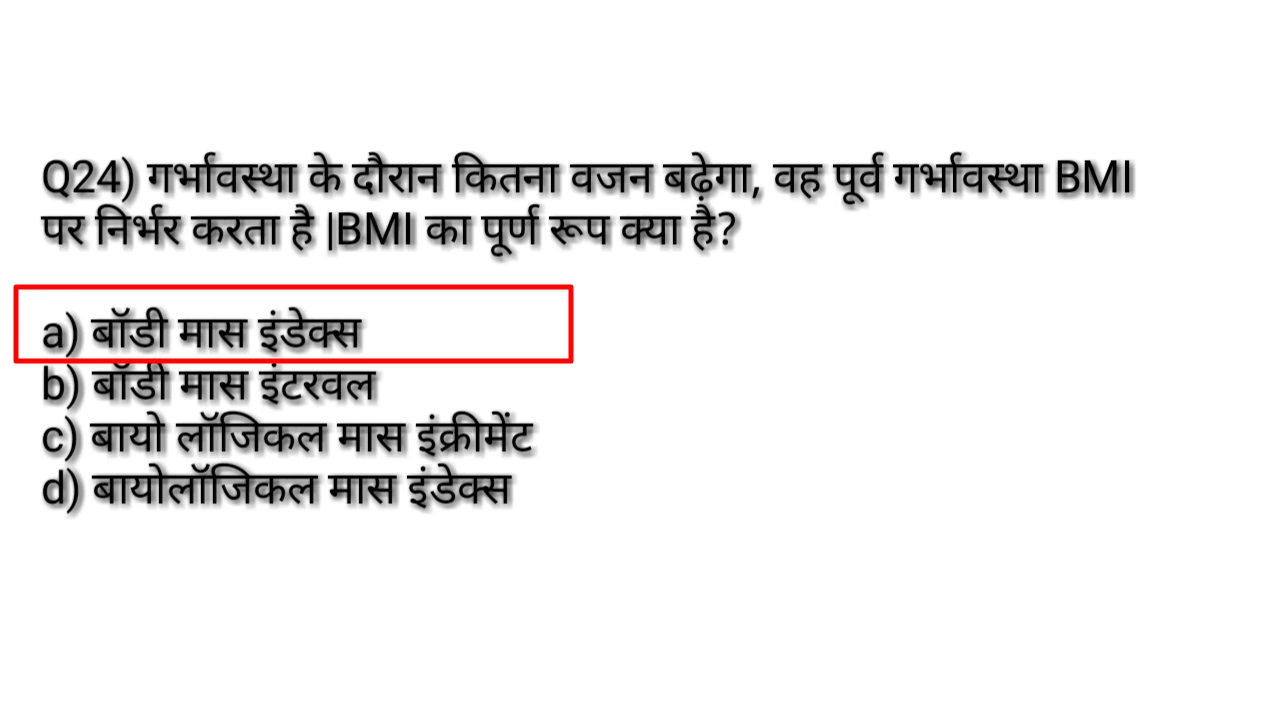 Q24) गर्भावस्था के दौरान कितना वजन बढ़ेगा, वह पूर्व गर्भावस्था BMI
पर निर्भर करता है |BMI का पूर्ण रूप क्या है?
a) बॉडी मास इंडेक्स
b) बॉडी मास इंटरवल
c) बायो लॉजिकल मास इंक्रीमेंट
d) बायोलॉजिकल मास इंडेक्स